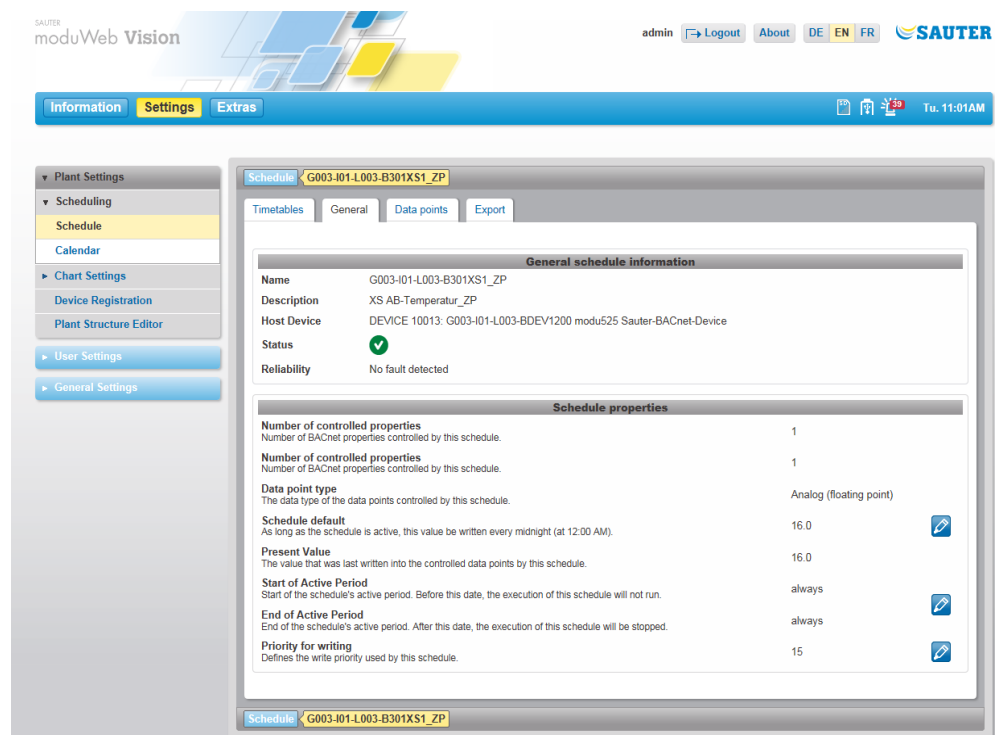 SAUTER
moduWeb Vision
admin Logout About DE EN FR SAUTER
Information Settings Extras 39 Tu. 11:01AM
Plant Settings
Scheduling
Schedule
Calendar
Chart Settings
Device Registration
Plant Structure Editor
User Settings
General Settings
Schedule G003-I01-L003-B301XS1_ZP
Timetables General Data points Export
General schedule information
Name G003-I01-L003-B301XS1_ZP
Description XS AB-Temperatur_ZP
Host Device DEVICE 10013: G003-I01-L003-BDEV1200 modu525 Sauter-BACnet-Device
Status
Reliability No fault detected
Schedule properties
Number of controlled properties
Number of BACnet properties controlled by this schedule. 1
Number of controlled properties
Number of BACnet properties controlled by this schedule. 1
Data point type
The data type of the data points controlled by this schedule. Analog (floating point)
Schedule default
As long as the schedule is active, this value be written every midnight (at 12:00 AM). 16.0
Present Value
The value that was last written into the controlled data points by this schedule. 16.0
Start of Active Period
Start of the schedule's active period. Before this date, the execution of this schedule will not run. always
End of Active Period
End of the schedule's active period. After this date, the execution of this schedule will be stopped. always
Priority for writing
Defines the write priority used by this schedule. 15
Schedule G003-I01-L003-B301XS1_ZP